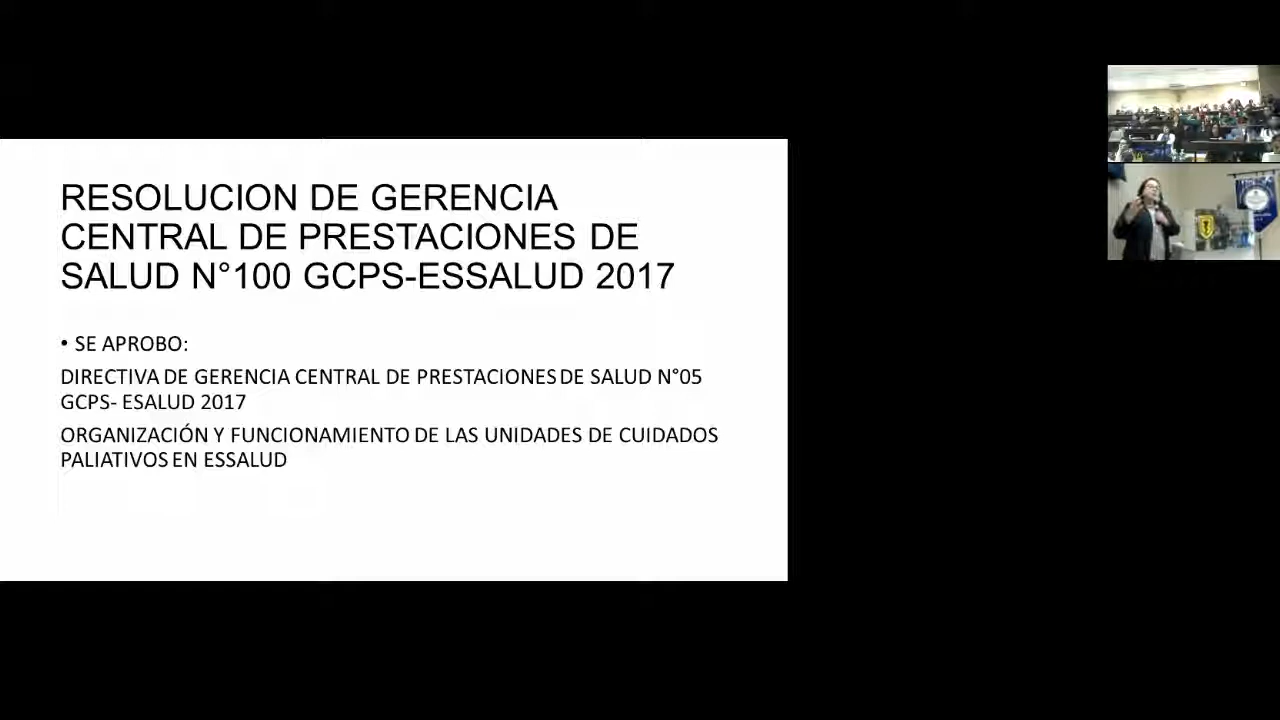 RESOLUCION DE GERENCIA
CENTRAL DE PRESTACIONES DE
SALUD N°100 GCPS-ESSALUD 2017
• SE APROBO:
DIRECTIVA DE GERENCIA CENTRAL DE PRESTACIONES DE SALUD N°05
GCPS- ESALUD 2017
ORGANIZACIÓN Y FUNCIONAMIENTO DE LAS UNIDADES DE CUIDADOS
PALIATIVOS EN ESSALUD